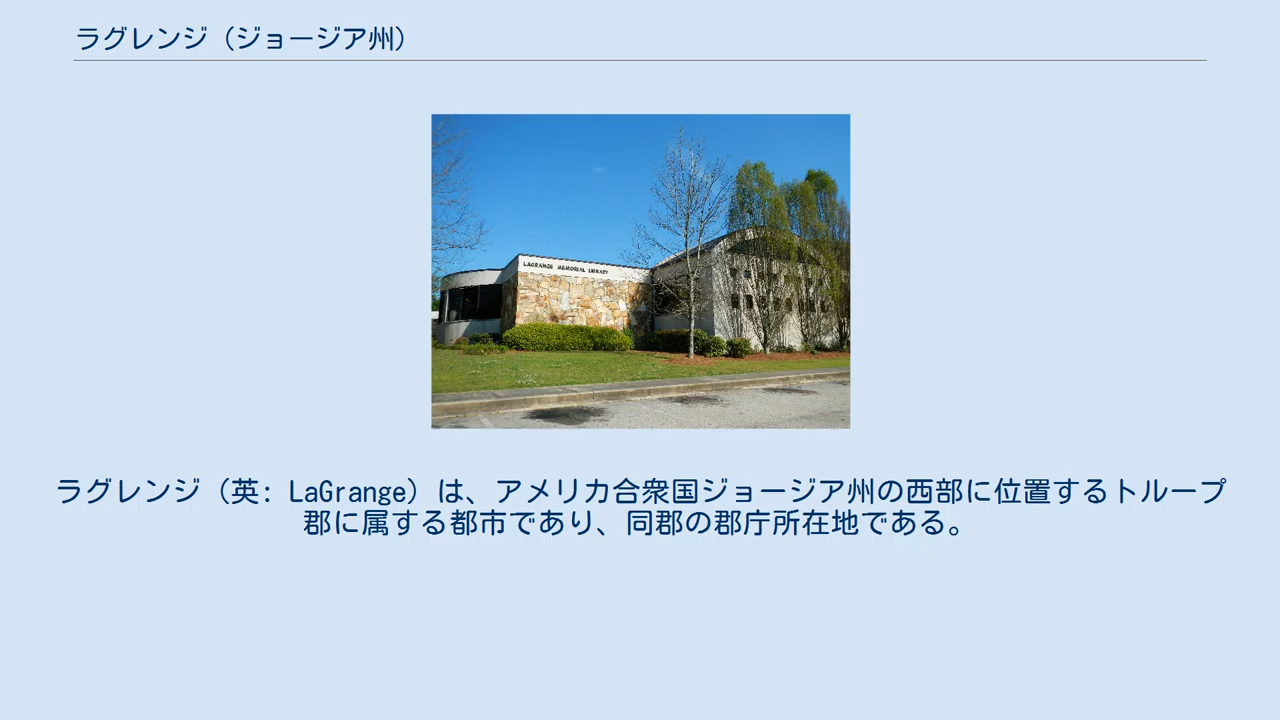 ラグレンジ（ジョージア州）
LAGRANGE MEMORIAL LIBRARY
ラグレンジ（英: LaGrange）は、アメリカ合衆国ジョージア州の西部に位置するトループ
郡に属する都市であり、同郡の郡庁所在地である。